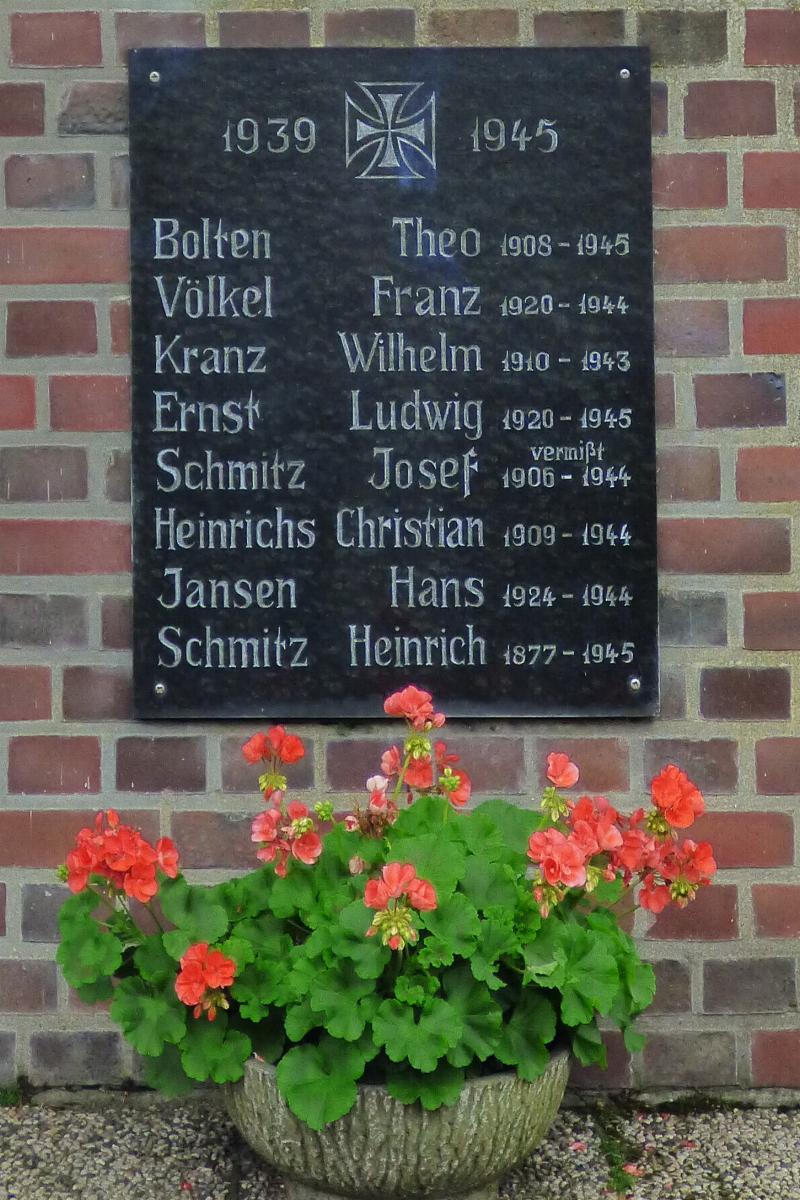 1939 1945
Bolten Theo 1908 - 1945
Völkel Franz 1920 - 1944
Kranz Wilhelm 1910 - 1943
Ernst Ludwig 1920 - 1945
vermißt
Schmitz Josef 1906 - 1944
Heinrichs Christian 1909 - 1944
Jansen Hans 1924 - 1944
Schmitz Heinrich 1877 - 1945